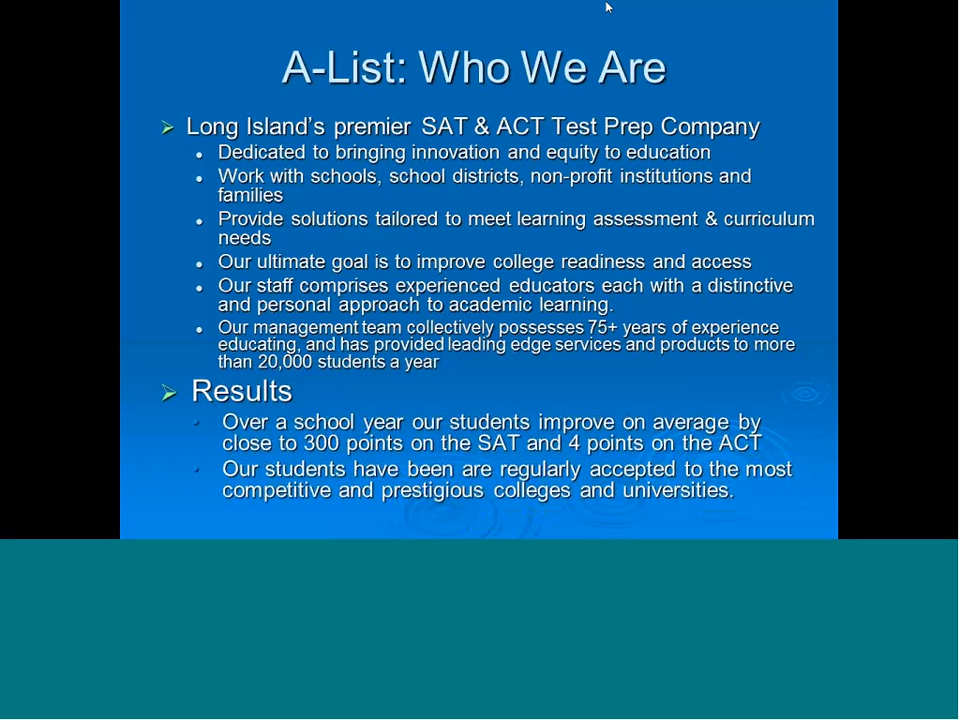 A-List: Who We Are
Long Island's premier SAT & ACT Test Prep Company
Dedicated to bringing innovation and equity to education
Work with schools, school districts, non-profit institutions and
families
Provide solutions tailored to meet learning assessment & curriculum
needs
Our ultimate goal is to improve college readiness and access
Our staff comprises experienced educators each with a distinctive
and personal approach to academic learning.
Our management team collectively possesses 75+ years of experience
educating, and has provided leading edge services and products to more
than 20,000 students a year
Results
Over a school year our students improve on average by
close to 300 points on the SAT and 4 points on the ACT
Our students have been are regularly accepted to the most
competitive and prestigious colleges and universities.